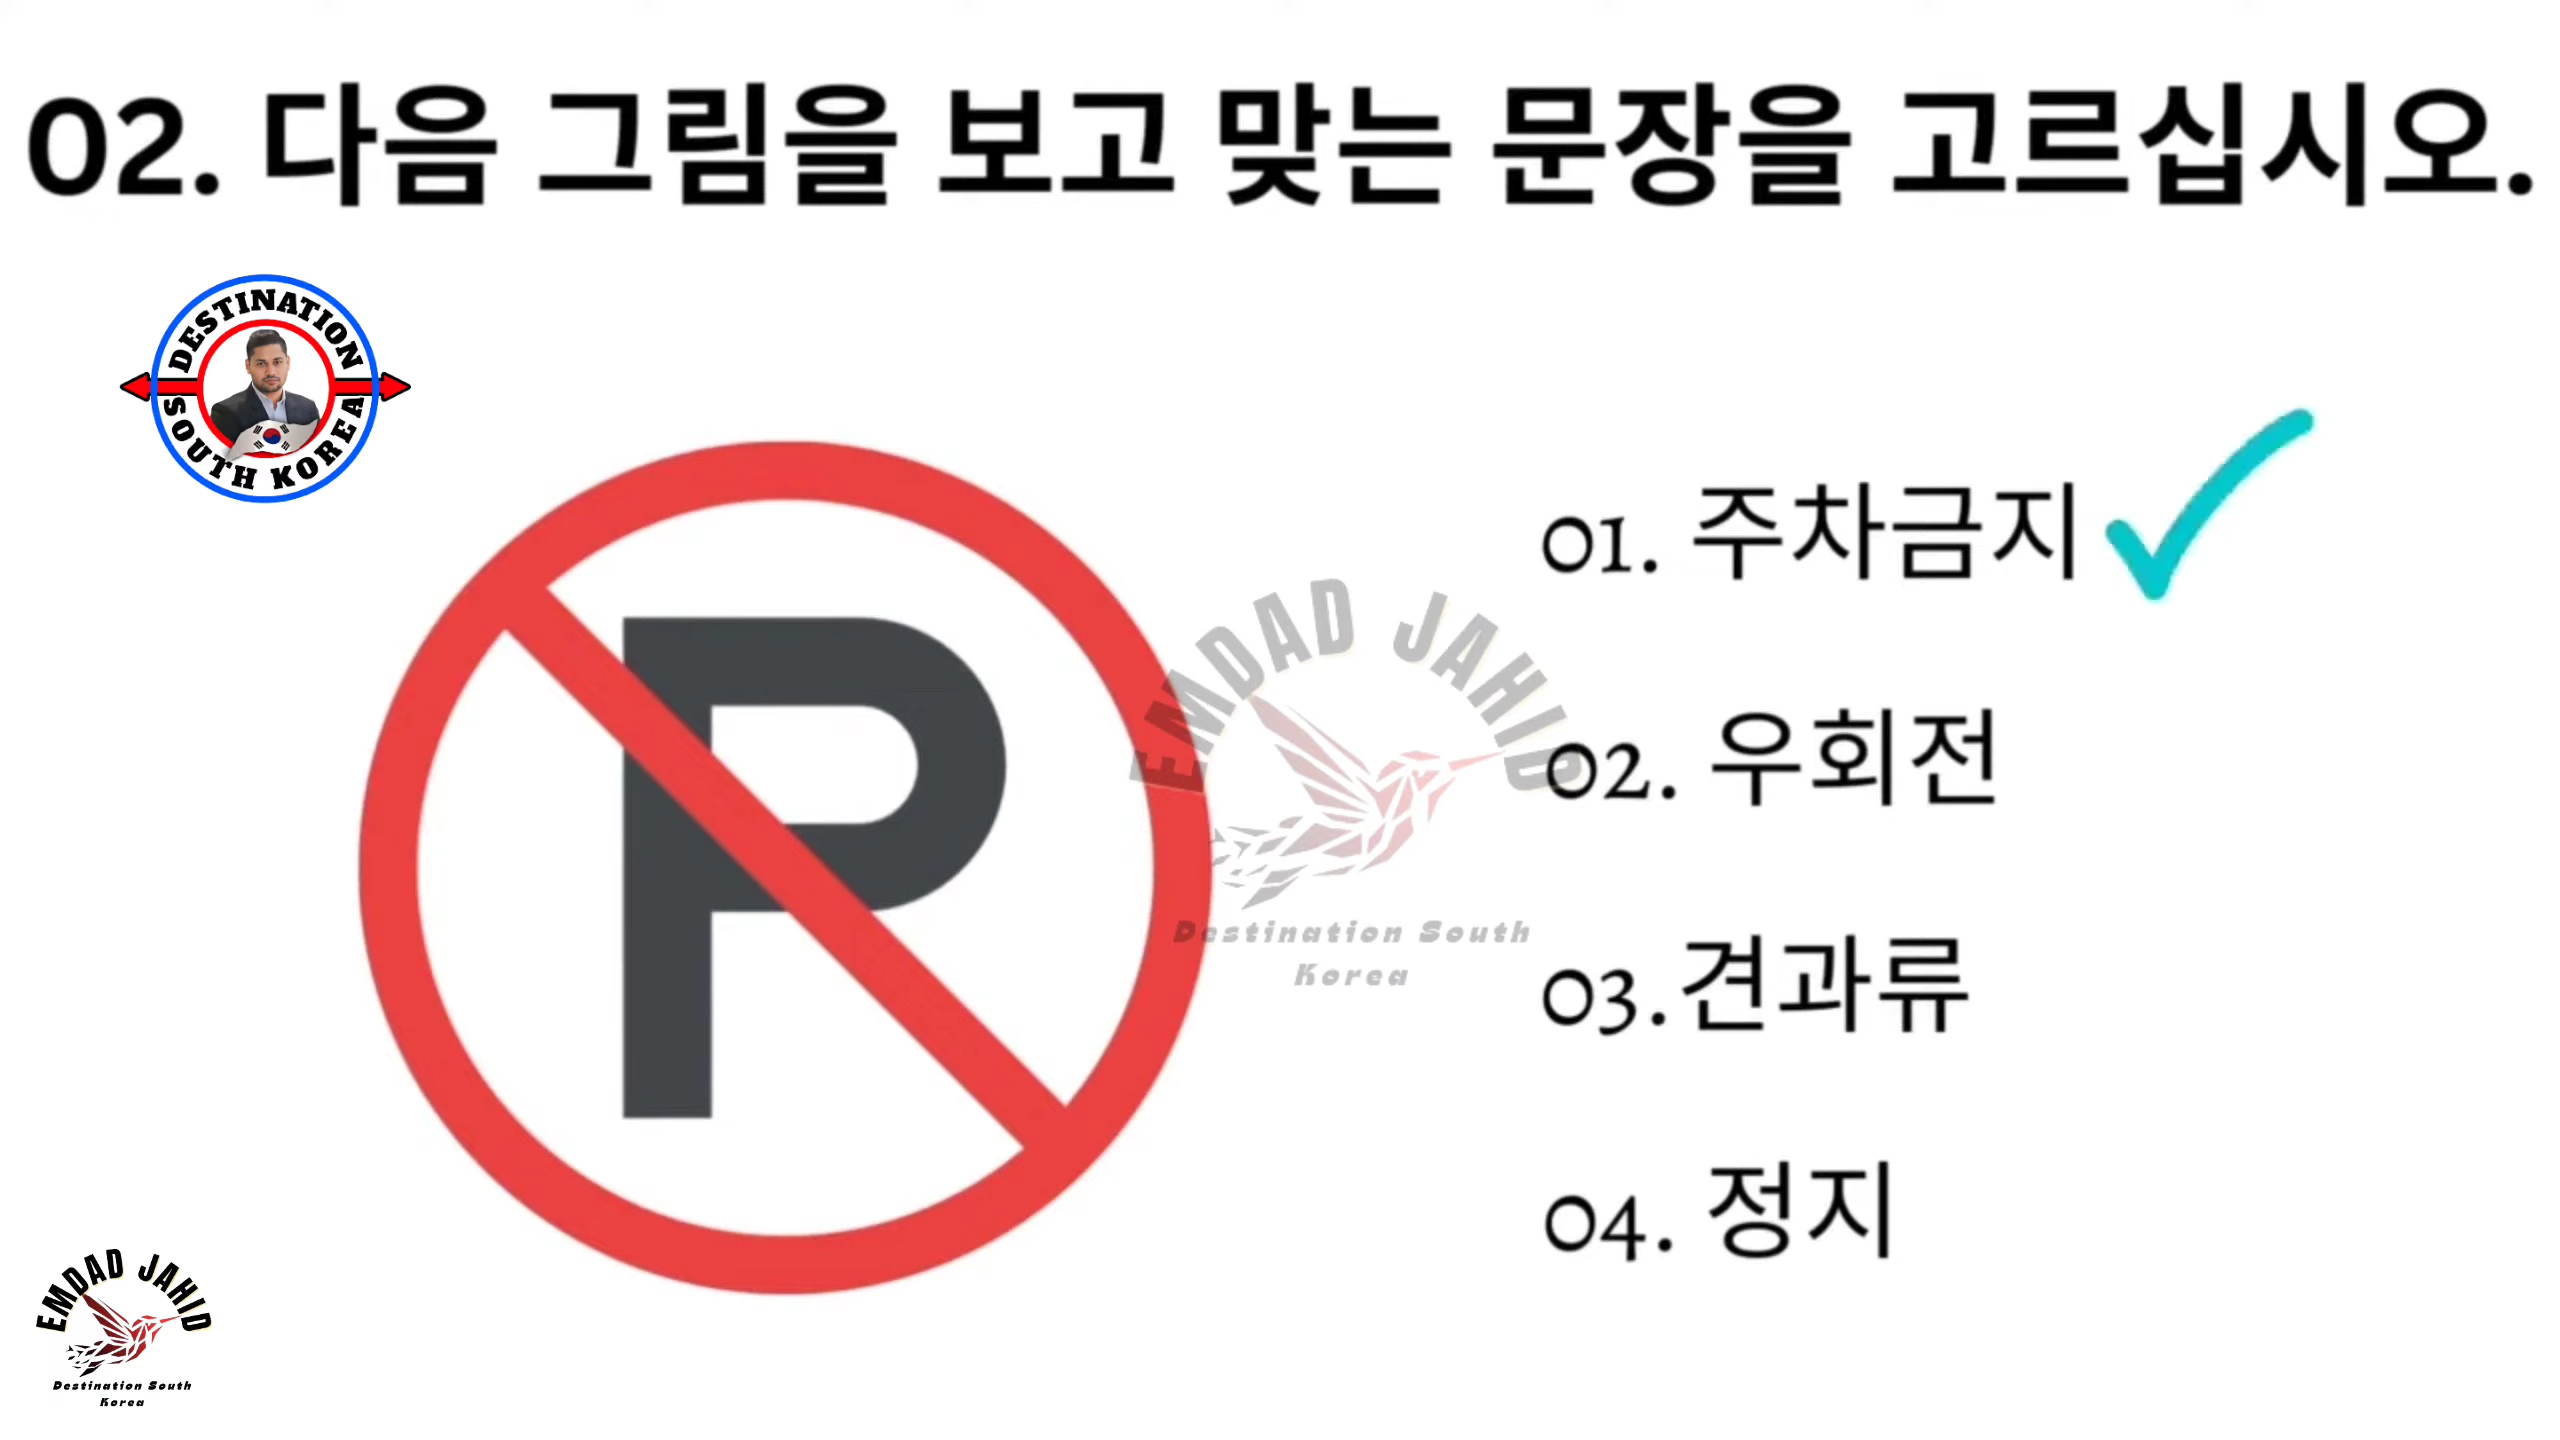 02. 다음 그림을 보고 맞는 문장을 고르십시오.
DESTINATION
SOUTH KOREA
P
01. 주차금지
02. 우회전
03.견과류
04. 정지
EMDAD JAHID
Destination South
Korea
EMDAD JAHID
Destination South
Korea